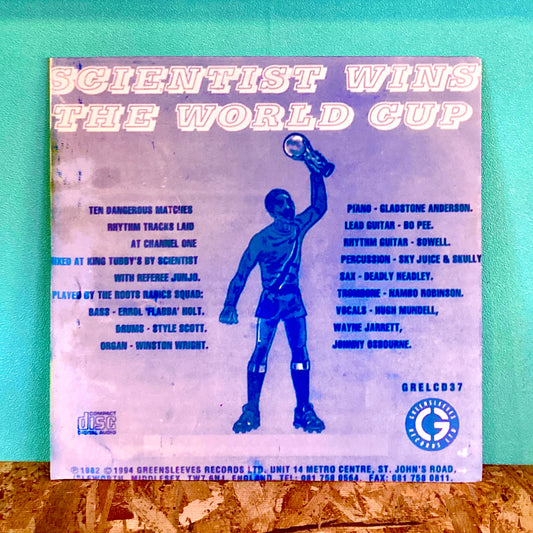 SCIENTIST WINS
THE WORLD CUP
TEN DANGEROUS MATCHES
RHYTHM TRACKS LAID
AT CHANNEL ONE
MIXED AT KING TUBBY'S BY SCIENTIST
WITH REFEREE JUNJO.
PLAYED BY THE ROOTS RADICS SQUAD:
BASS - ERROL 'FLABBA' HOLT.
DRUMS - STYLE SCOTT.
ORGAN - WINSTON WRIGHT.
PIANO - GLADSTONE ANDERSON.
LEAD GUITAR - BO PEE.
RHYTHM GUITAR - SOWELL.
PERCUSSION - SKY JUICE & SKULLY
SAX - DEADLY HEADLEY.
TROMBONE - NAMBO ROBINSON.
VOCALS - HUGH MUNDELL,
WAYNE JARRETT,
JOHNNY OSBOURNE.
GRELCD37
GREENSLEEVES
G
RECORDS LTD
COMPACT
disc
DIGITAL AUDIO
℗1982 ©1994 GREENSLEEVES RECORDS LTD. UNIT 14 METRO CENTRE, ST. JOHN'S ROAD,
ISLEWORTH, MIDDLESEX, TW7 6NJ, ENGLAND, TEL: 081 758 0564. FAX: 081 758 0811.